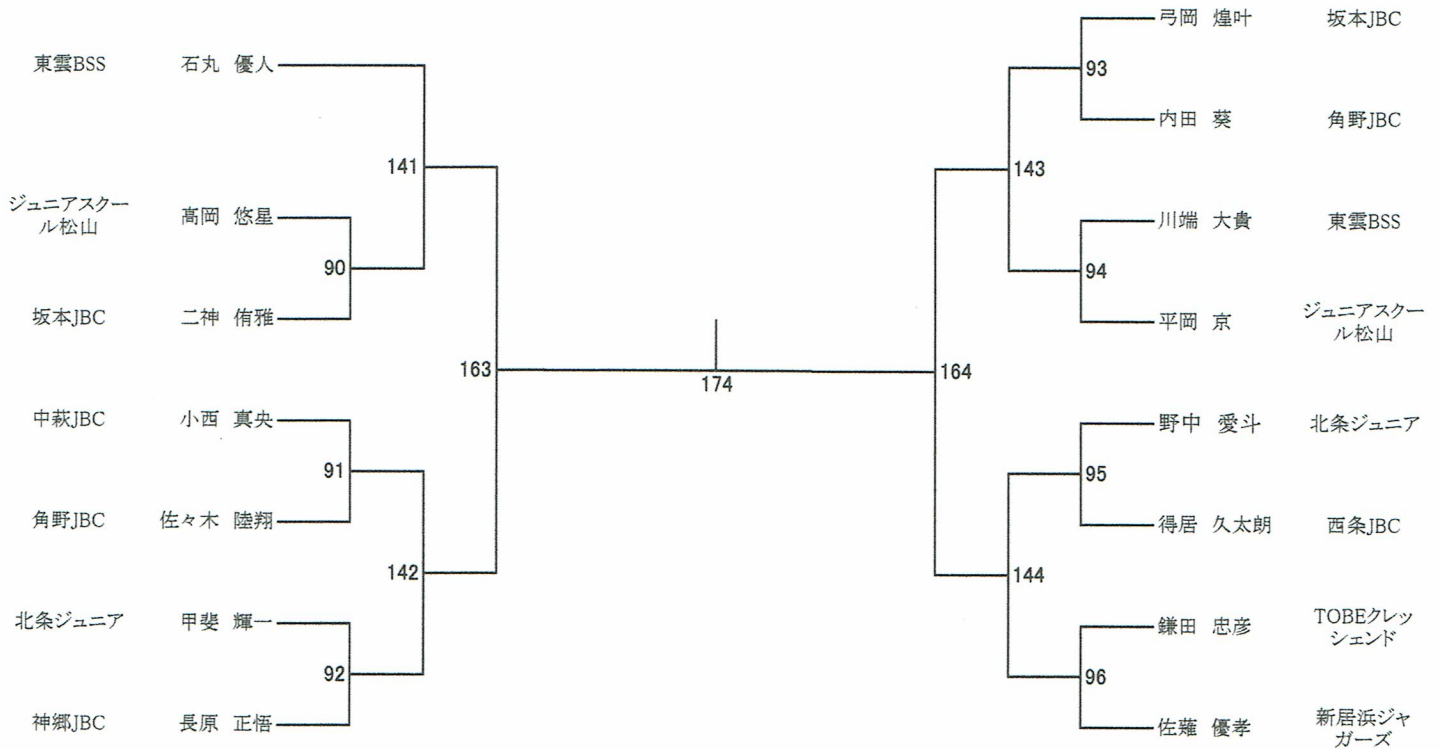 東雲BSS 石丸 優人
141
ジュニアスクー
ル松山
高岡 悠星
90
坂本JBC 二神 侑雅
163
中萩JBC 小西 真央
91
角野JBC 佐々木 陸翔
142
北条ジュニア 甲斐 輝一
92
神郷JBC 長原 正悟
174
弓岡 煌叶 坂本JBC
93
内田 葵 角野JBC
143
川端 大貴 東雲BSS
94
平岡 京
ジュニアスクー
ル松山
164
野中 愛斗 北条ジュニア
95
得居 久太朗 西条JBC
144
鎌田 忠彦
TOBEクレッ
シェンド
96
佐薙 優孝
新居浜ジャ
ガーズ